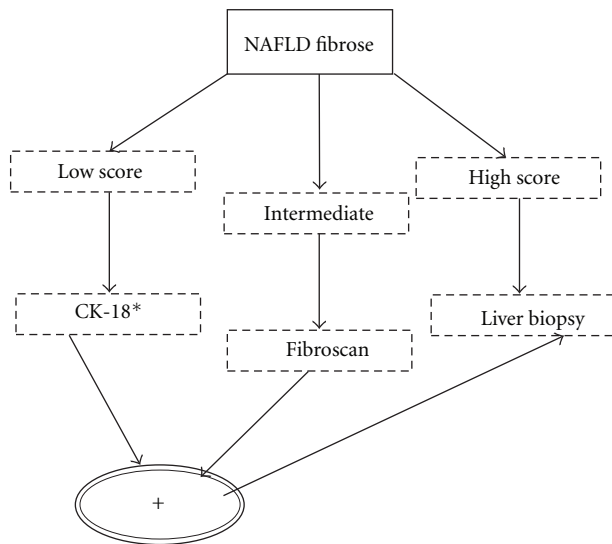 NAFLD fibrose
Low score
Intermediate
High score
CK-18*
Fibroscan
Liver biopsy
+